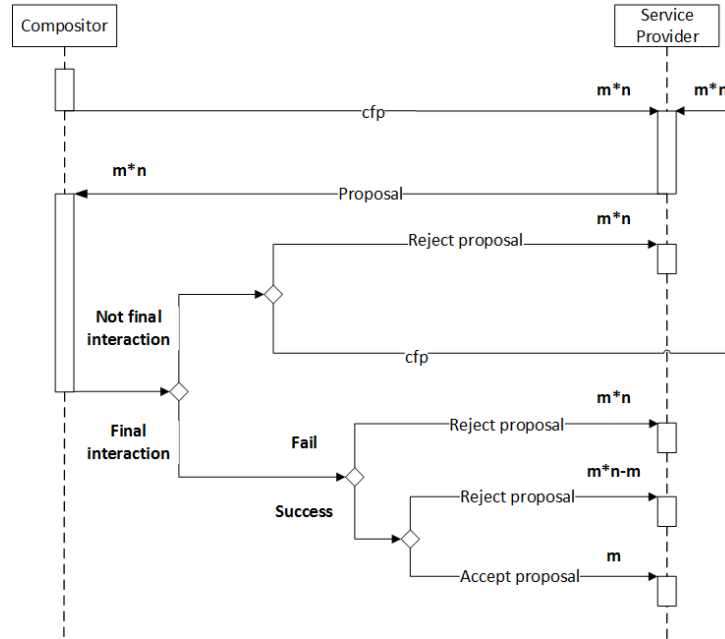 Compositor
Service
Provider
m*n
m*n
cfp
m*n
Proposal
m*n
Reject proposal
Not final
interaction
cfp
m*n
Final
interaction
Fail
Reject proposal
m*n-m
Success
Reject proposal
m
Accept proposal